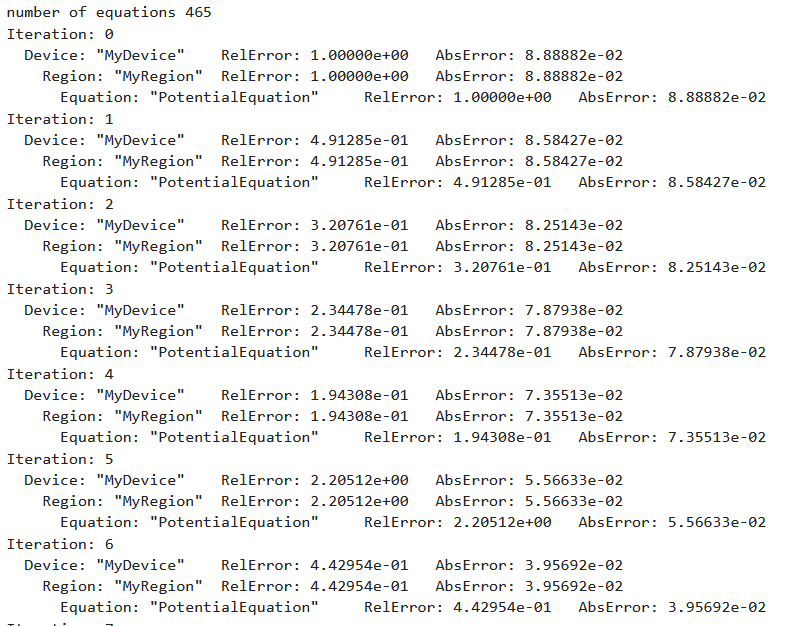 number of equations 465
Iteration: 0
Device: "MyDevice" RelError: 1.00000e+00 AbsError: 8.88882e-02
Region: "MyRegion" RelError: 1.00000e+00 AbsError: 8.88882e-02
Equation: "PotentialEquation" RelError: 1.00000e+00 AbsError: 8.88882e-02
Iteration: 1
Device: "MyDevice" RelError: 4.91285e-01 AbsError: 8.58427e-02
Region: "MyRegion" RelError: 4.91285e-01 AbsError: 8.58427e-02
Equation: "PotentialEquation" RelError: 4.91285e-01 AbsError: 8.58427e-02
Iteration: 2
Device: "MyDevice" RelError: 3.20761e-01 AbsError: 8.25143e-02
Region: "MyRegion" RelError: 3.20761e-01 AbsError: 8.25143e-02
Equation: "PotentialEquation" RelError: 3.20761e-01 AbsError: 8.25143e-02
Iteration: 3
Device: "MyDevice" RelError: 2.34478e-01 AbsError: 7.87938e-02
Region: "MyRegion" RelError: 2.34478e-01 AbsError: 7.87938e-02
Equation: "PotentialEquation" RelError: 2.34478e-01 AbsError: 7.87938e-02
Iteration: 4
Device: "MyDevice" RelError: 1.94308e-01 AbsError: 7.35513e-02
Region: "MyRegion" RelError: 1.94308e-01 AbsError: 7.35513e-02
Equation: "PotentialEquation" RelError: 1.94308e-01 AbsError: 7.35513e-02
Iteration: 5
Device: "MyDevice" RelError: 2.20512e+00 AbsError: 5.56633e-02
Region: "MyRegion" RelError: 2.20512e+00 AbsError: 5.56633e-02
Equation: "PotentialEquation" RelError: 2.20512e+00 AbsError: 5.56633e-02
Iteration: 6
Device: "MyDevice" RelError: 4.42954e-01 AbsError: 3.95692e-02
Region: "MyRegion" RelError: 4.42954e-01 AbsError: 3.95692e-02
Equation: "PotentialEquation" RelError: 4.42954e-01 AbsError: 3.95692e-02